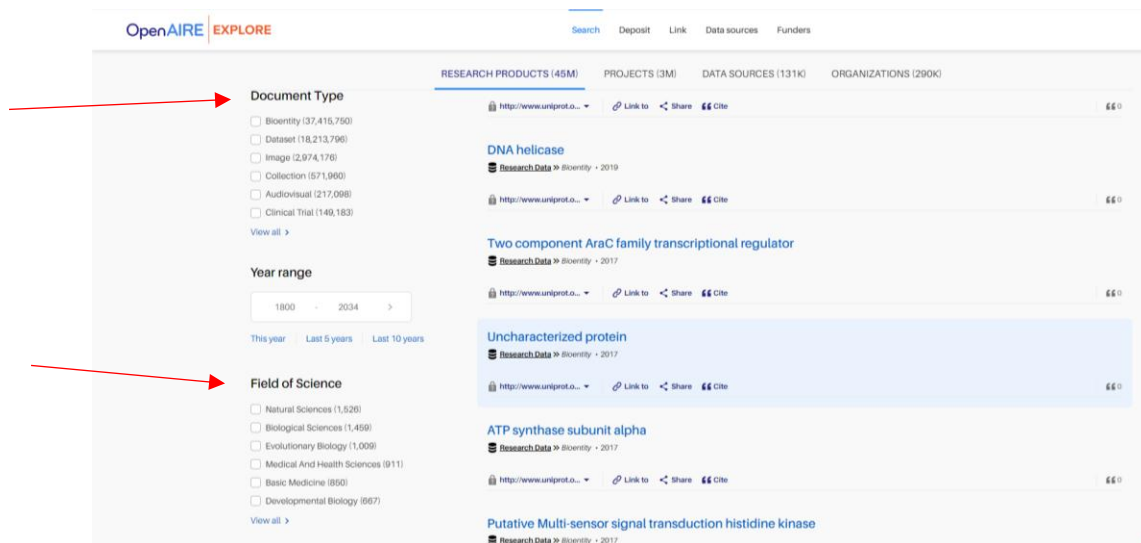 OpenAIRE EXPLORE
Search Deposit Link Data sources Funders
RESEARCH PRODUCTS (45M) PROJECTS (3M) DATA SOURCES (131K) ORGANIZATIONS (290K)
Document Type
Bioentity (37,415,750)
Dataset (18,213,796)
Image (2,974,176)
Collection (571,960)
Audiovisual (217,098)
Clinical Trial (149,183)
View all >
Year range
1800 - 2034 >
This year Last 5 years Last 10 years
Field of Science
Natural Sciences (1,526)
Biological Sciences (1,459)
Evolutionary Biology (1,009)
Medical And Health Sciences (911)
Basic Medicine (850)
Developmental Biology (667)
View all >
http://www.uniprot.o... Link to Share Cite 0
DNA helicase
Research Data » Bioentity • 2019
http://www.uniprot.o... Link to Share Cite 0
Two component AraC family transcriptional regulator
Research Data » Bioentity • 2017
http://www.uniprot.o... Link to Share Cite 0
Uncharacterized protein
Research Data » Bioentity • 2017
http://www.uniprot.o... Link to Share Cite 0
ATP synthase subunit alpha
Research Data » Bioentity • 2017
http://www.uniprot.o... Link to Share Cite 0
Putative Multi-sensor signal transduction histidine kinase
Research Data » Bioentity • 2017